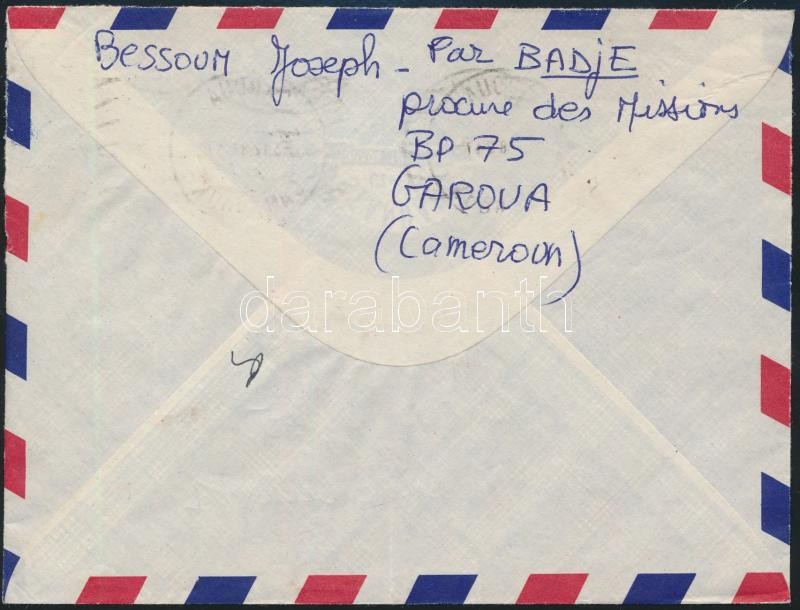 Bessoum Joseph - Par BADjE
procure des Missions
BP 75
GAROUA
(Cameroun)
darabanth